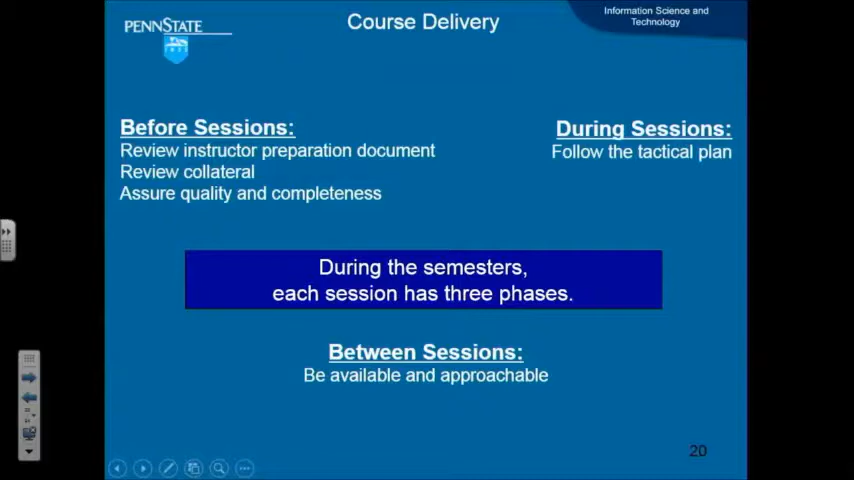 PENNSTATE
1855
Course Delivery
Information Science and
Technology
Before Sessions:
Review instructor preparation document
Review collateral
Assure quality and completeness
During Sessions:
Follow the tactical plan
During the semesters,
each session has three phases.
Between Sessions:
Be available and approachable
20